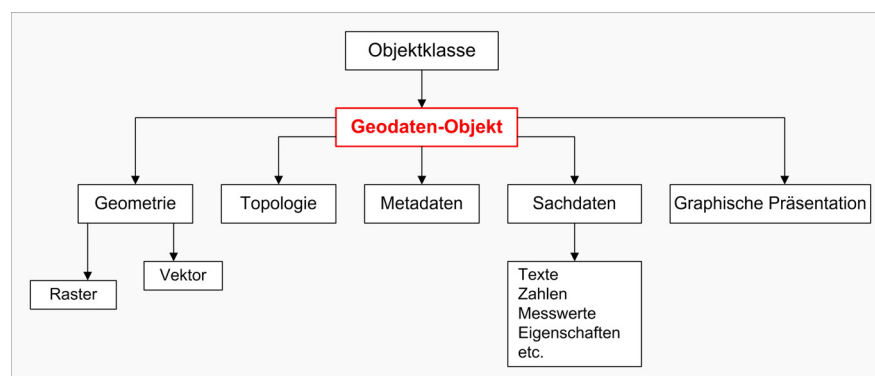 Objektklasse
Geodaten-Objekt
Geometrie
Topologie
Metadaten
Sachdaten
Graphische Präsentation
Raster
Vektor
Texte
Zahlen
Messwerte
Eigenschaften
etc.